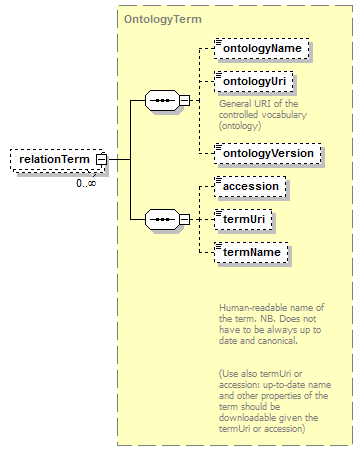 OntologyTerm
ontologyName
ontologyUri
General URI of the
controlled vocabulary
(ontology)
ontologyVersion
relationTerm
0..∞
accession
termUri
termName
Human-readable name of
the term. NB. Does not
have to be always up to
date and canonical.
(Use also termUri or
accession: up-to-date name
and other properties of the
term should be
downloadable given the
termUri or accession)